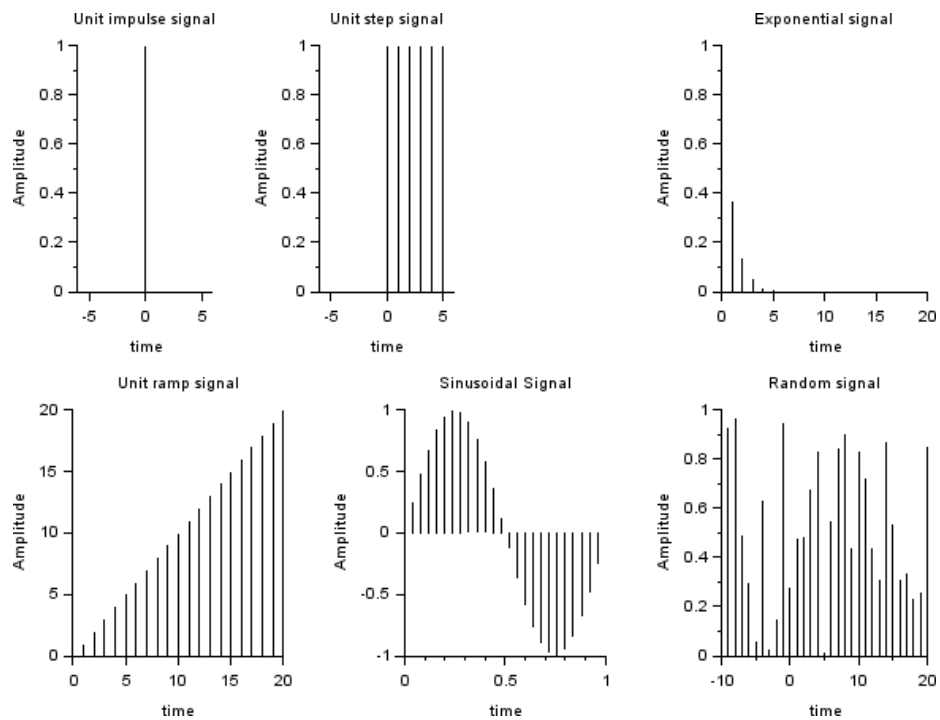 Unit impulse signal
1
0.8
0.6
0.4
0.2
0
Amplitude
-5 0 5
time
Unit step signal
1
0.8
0.6
0.4
0.2
0
Amplitude
-5 0 5
time
Exponential signal
1
0.8
0.6
0.4
0.2
0
Amplitude
0 5 10 15 20
time
Unit ramp signal
20
15
10
5
0
Amplitude
0 5 10 15 20
time
Sinusoidal Signal
1
0.5
0
-0.5
-1
Amplitude
0 0.5 1
time
Random signal
1
0.8
0.6
0.4
0.2
0
Amplitude
-10 0 10 20
time